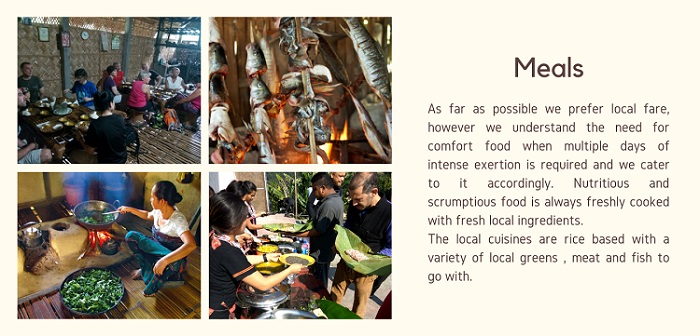 Meals
As far as possible we prefer local fare,
however we understand the need for
comfort food when multiple days of
intense exertion is required and we cater
to it accordingly. Nutritious and
scrumptious food is always freshly cooked
with fresh local ingredients.
The local cuisines are rice based with a
variety of local greens , meat and fish to
go with.